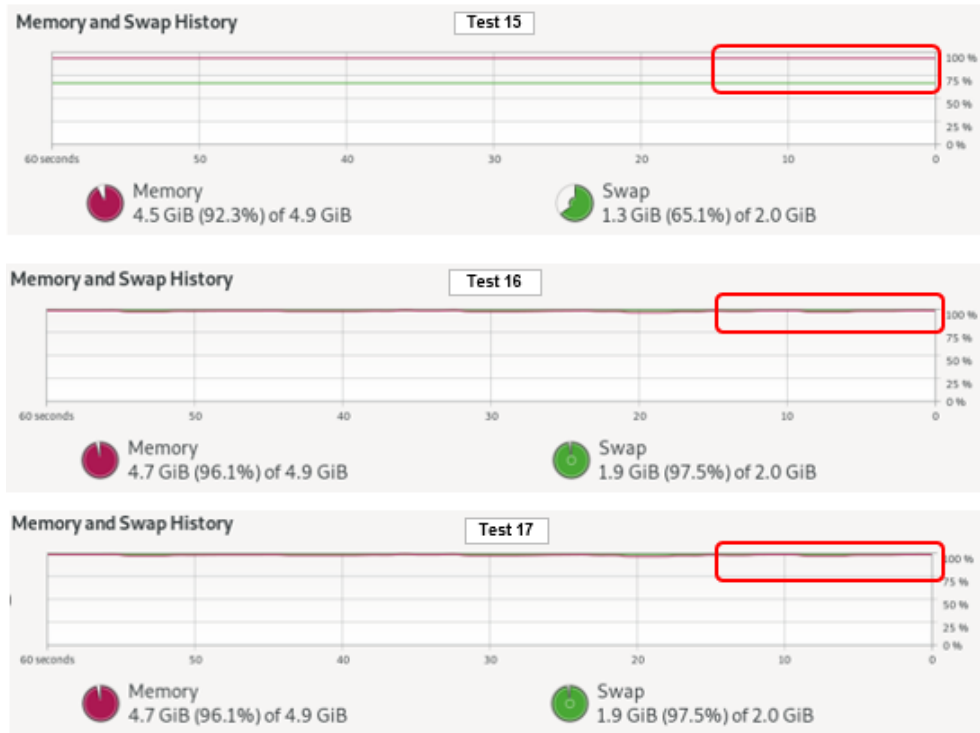 Memory and Swap History
Test 15
100 %
75 %
50 %
25 %
0 %
60 seconds 50 40 30 20 10 0
Memory
4.5 GiB (92.3%) of 4.9 GiB
Swap
1.3 GiB (65.1%) of 2.0 GiB
Memory and Swap History
Test 16
100 %
75 %
50 %
25 %
0 %
60 seconds 50 40 30 20 10 0
Memory
4.7 GiB (96.1%) of 4.9 GiB
Swap
1.9 GiB (97.5%) of 2.0 GiB
Memory and Swap History
Test 17
00 %
75 %
50 %
25 %
0 %
60 seconds 50 40 30 20 10 0
Memory
4.7 GiB (96.1%) of 4.9 GiB
Swap
1.9 GiB (97.5%) of 2.0 GiB